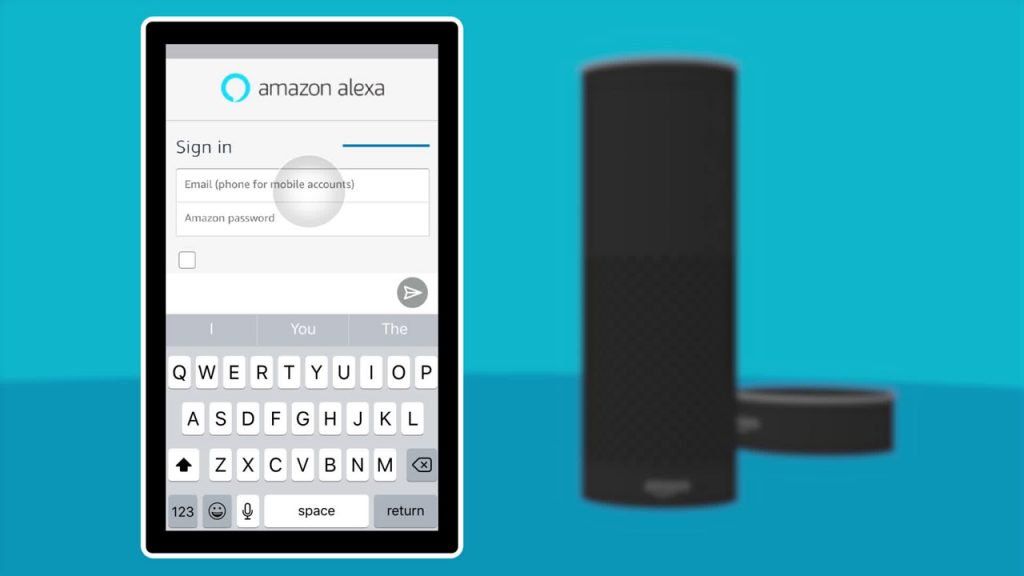 amazon alexa
Sign in
Email (phone for mobile accounts)
Amazon password
I You The
Q W E R T Y U I O P
A S D F G H J K L
Z X C V B N M
123 space return